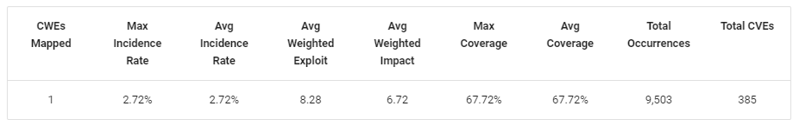 CWEs Mapped Max Incidence Rate Avg Incidence Rate Avg Weighted Exploit Avg Weighted Impact Max Coverage Avg Coverage Total Occurrences Total CVEs
1 2.72% 2.72% 8.28 6.72 67.72% 67.72% 9,503 385